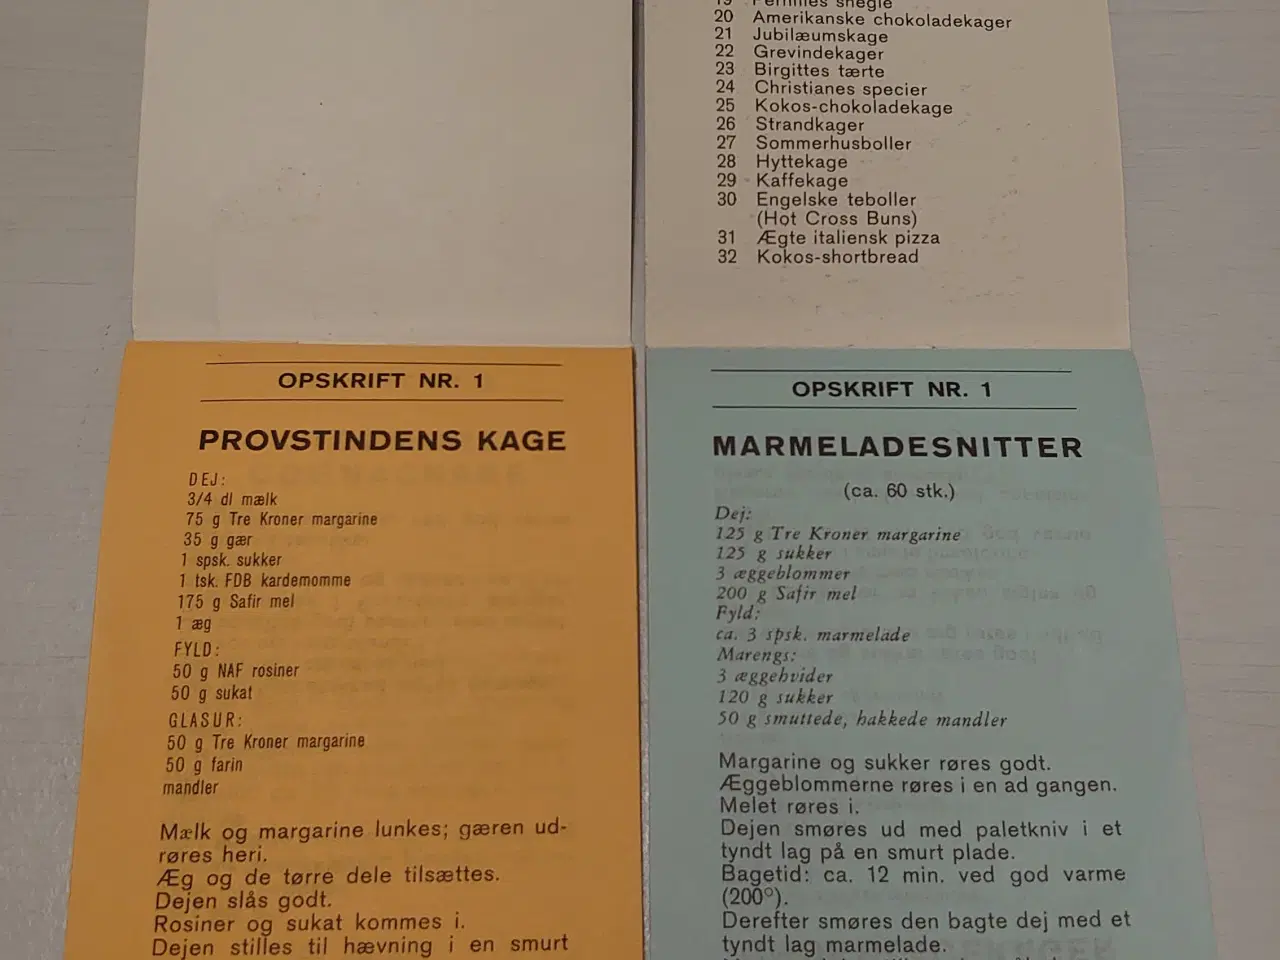 19 Pernilles snegle
20 Amerikanske chokoladekager
21 Jubilæumskage
22 Grevindekager
23 Birgittes tærte
24 Christianes specier
25 Kokos-chokoladekage
26 Strandkager
27 Sommerhusboller
28 Hyttekage
29 Kaffekage
30 Engelske teboller
(Hot Cross Buns)
31 Ægte italiensk pizza
32 Kokos-shortbread
OPSKRIFT NR. 1
PROVSTINDENS KAGE
DEJ:
3/4 dl mælk
75 g Tre Kroner margarine
35 g gær
1 spsk. sukker
1 tsk. FDB kardemomme
175 g Safir mel
1 æg
FYLD:
50 g NAF rosiner
50 g sukat
GLASUR:
50 g Tre Kroner margarine
50 g farin
mandler
Mælk og margarine lunkes; gæren ud-
røres heri.
Æg og de tørre dele tilsættes.
Dejen slås godt.
Rosiner og sukat kommes i.
Dejen stilles til hævning i en smurt
OPSKRIFT NR. 1
MARMELADESNITTER
(ca. 60 stk.)
Dej:
125 g Tre Kroner margarine
125 g sukker
3 æggeblommer
200 g Safir mel
Fyld:
ca. 3 spsk. marmelade
Marengs:
3 æggehvider
120 g sukker
50 g smuttede, hakkede mandler
Margarine og sukker røres godt.
Æggeblommerne røres i en ad gangen.
Melet røres i.
Dejen smøres ud med paletkniv i et
tyndt lag på en smurt plade.
Bagetid: ca. 12 min. ved god varme
(200°).
Derefter smøres den bagte dej med et
tyndt lag marmelade.